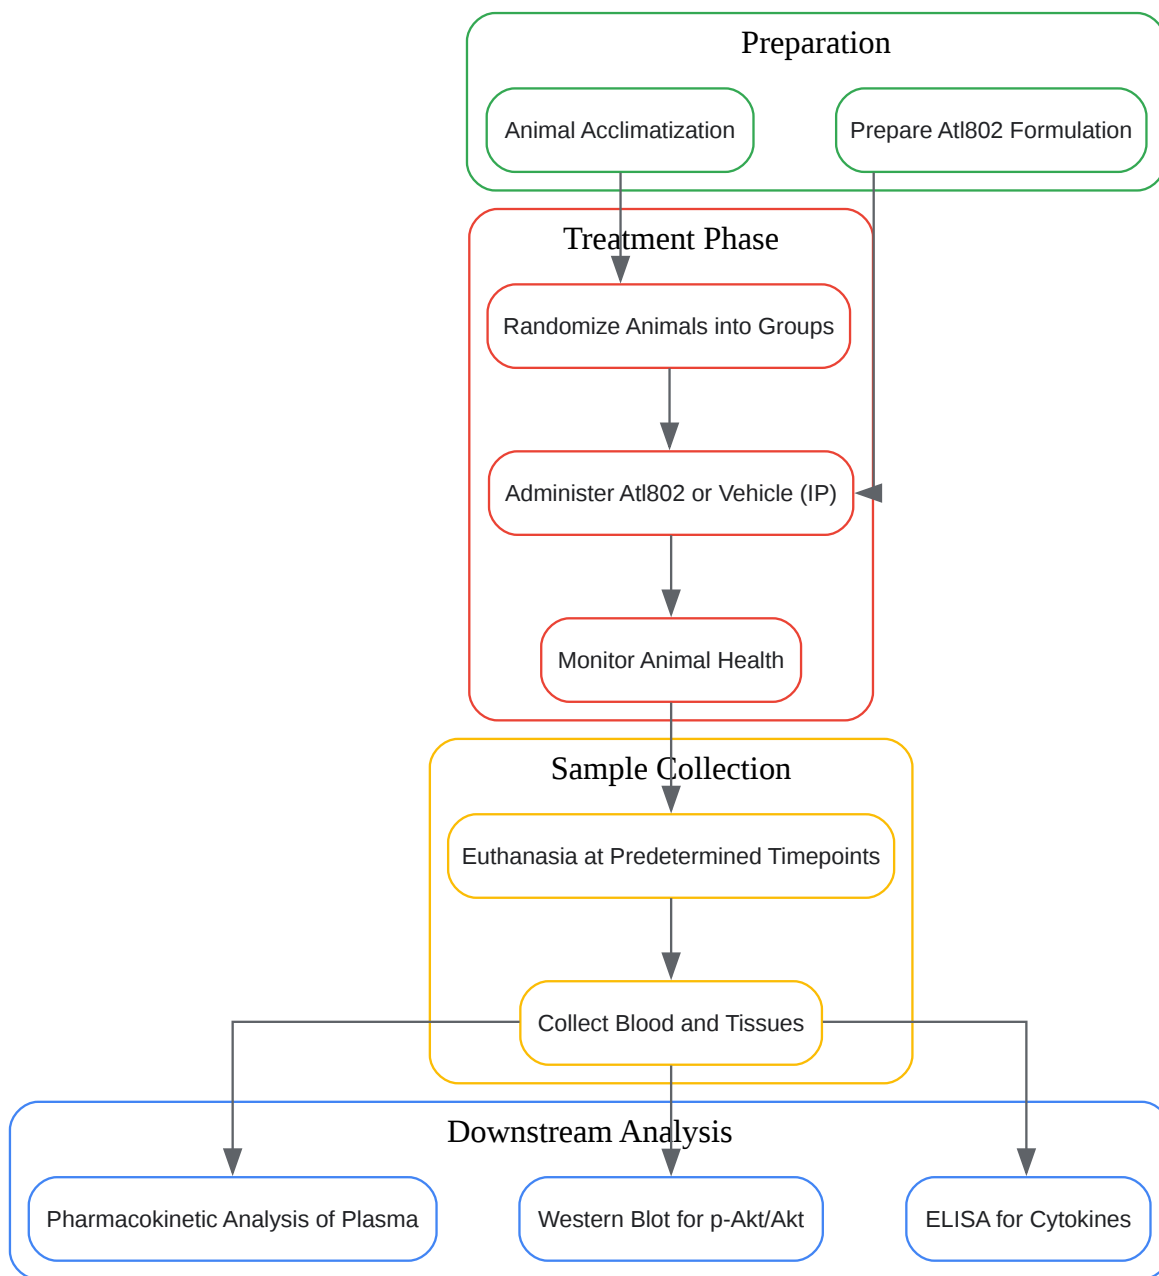 Preparation
Animal Acclimatization
Prepare Atl802 Formulation
Treatment Phase
Randomize Animals into Groups
Administer Atl802 or Vehicle (IP)
Monitor Animal Health
Sample Collection
Euthanasia at Predetermined Timepoints
Collect Blood and Tissues
Downstream Analysis
Pharmacokinetic Analysis of Plasma
Western Blot for p-Akt/Akt
ELISA for Cytokines